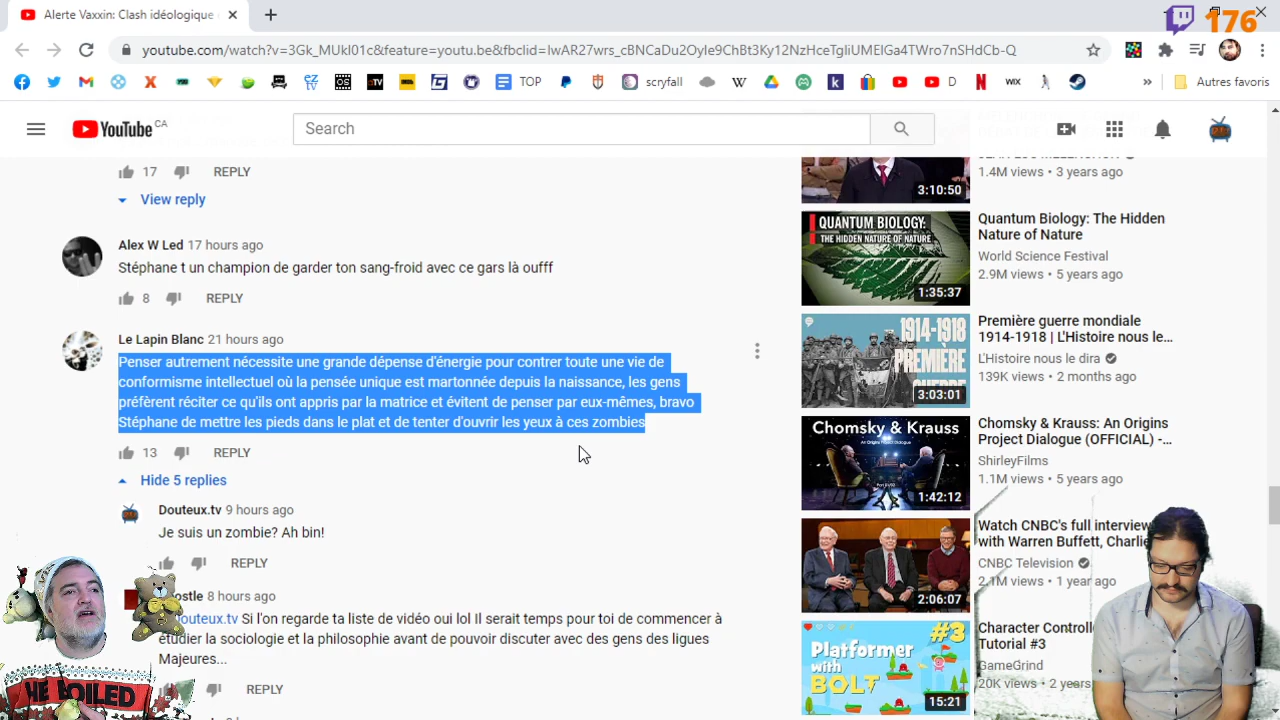 Alerte Vaxxin: Clash idéologique
176
youtube.com/watch?v=3Gk_MUkl01c&feature=youtu.be&fbclid=IwAR27wrs_cBNCaDu2Oyle9ChBt3Ky12NzHceTgIiUMEIGa4TWro7nSHdCb-Q
TOP
scryfall
W
D
WIX
Autres favoris
YouTube CA
Search
17
REPLY
View reply
Alex W Led 17 hours ago
Stéphane t un champion de garder ton sang-froid avec ce gars là oufff
8 REPLY
Le Lapin Blanc 21 hours ago
Penser autrement nécessite une grande dépense d'énergie pour contrer toute une vie de
conformisme intellectuel où la pensée unique est martonnée depuis la naissance, les gens
préfèrent réciter ce qu'ils ont appris par la matrice et évitent de penser par eux-mêmes, bravo
Stéphane de mettre les pieds dans le plat et de tenter d'ouvrir les yeux à ces zombies
13 REPLY
Hide 5 replies
Douteux.tv 9 hours ago
Je suis un zombie? Ah bin!
REPLY
ostle 8 hours ago
outeux.tv Si l'on regarde ta liste de vidéo oui lol Il serait temps pour toi de commencer à
étudier la sociologie et la philosophie avant de pouvoir discuter avec des gens des ligues
Majeures...
REPLY
HE BOILED
3:10:50
1.4M views • 3 years ago
QUANTUM BIOLOGY:
THE HIDDEN NATURE OF NATURE
1:35:37
Quantum Biology: The Hidden
Nature of Nature
World Science Festival
2.9M views • 5 years ago
1914-1918
PREMIÈRE
GUERRE
3:03:01
Première guerre mondiale
1914-1918 | L'Histoire nous le...
L'Histoire nous le dira
139K views • 2 months ago
Chomsky & Krauss
1:42:12
Chomsky & Krauss: An Origins
Project Dialogue (OFFICIAL) -...
ShirleyFilms
1.1M views • 5 years ago
2:06:07
Watch CNBC's full interview
with Warren Buffett, Charlie
CNBC Television
2.1M views • 1 year ago
#3
Platformer
with
BOLT
15:21
Character Controll
Tutorial #3
GameGrind
20K views • 2 years